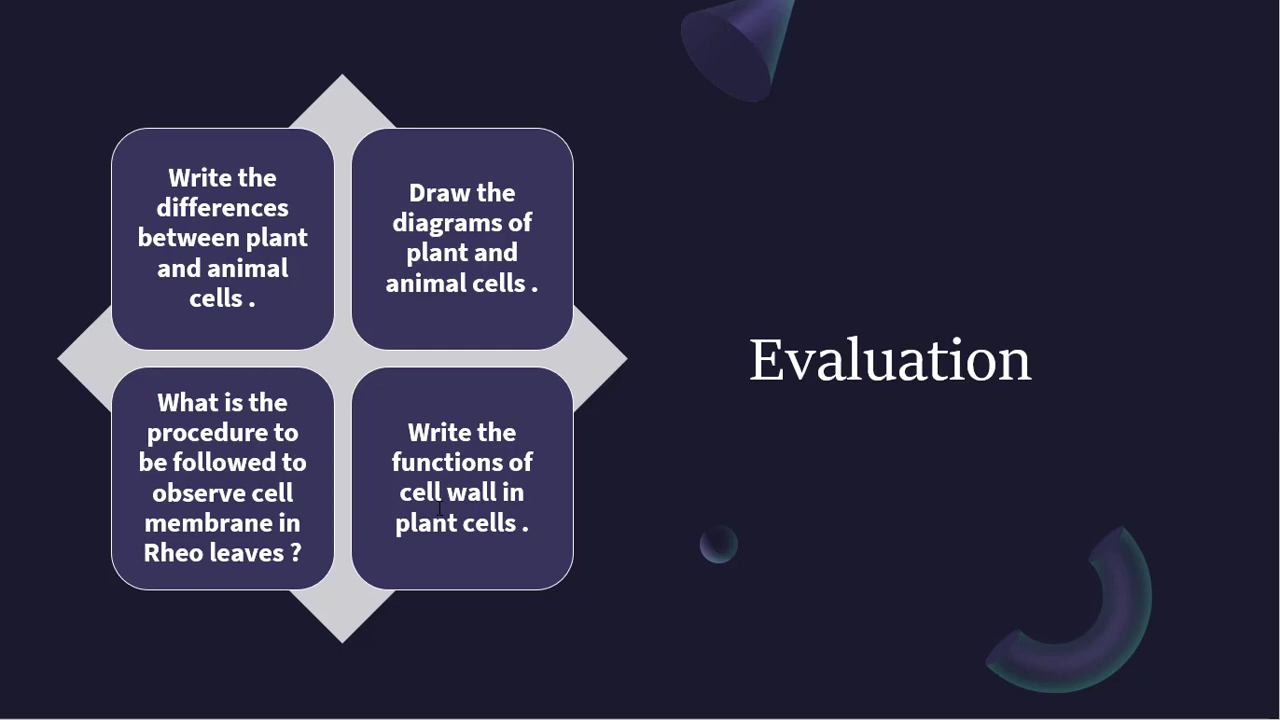 Write the
differences
between plant
and animal
cells .
Draw the
diagrams of
plant and
animal cells .
What is the
procedure to
be followed to
observe cell
membrane in
Rheo leaves ?
Write the
functions of
cell wall in
plant cells .
Evaluation